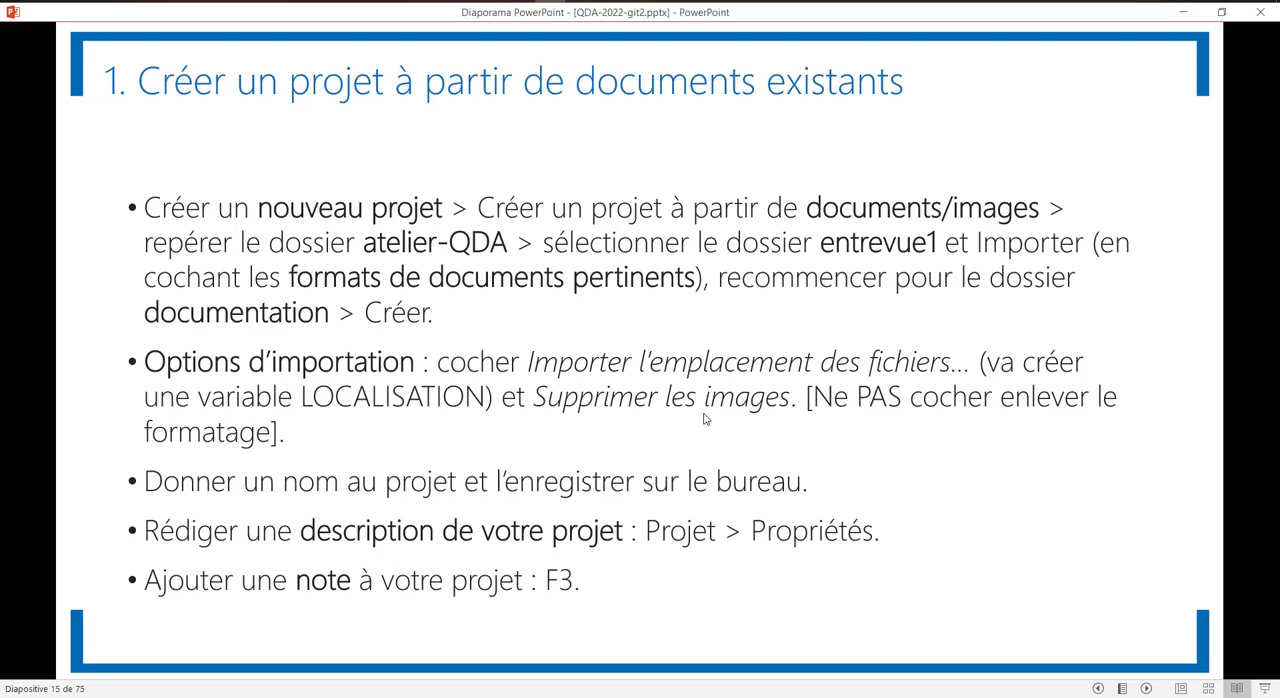 Diaporama PowerPoint - [QDA-2022-git2.pptx] - PowerPoint
1. Créer un projet à partir de documents existants
• Créer un nouveau projet > Créer un projet à partir de documents/images >
repérer le dossier atelier-QDA > sélectionner le dossier entrevue1 et Importer (en
cochant les formats de documents pertinents), recommencer pour le dossier
documentation > Créer.
• Options d’importation : cocher Importer l’emplacement des fichiers... (va créer
une variable LOCALISATION) et Supprimer les images. [Ne PAS cocher enlever le
formatage].
• Donner un nom au projet et l’enregistrer sur le bureau.
• Rédiger une description de votre projet : Projet > Propriétés.
• Ajouter une note à votre projet : F3.
Diapositive 15 de 75